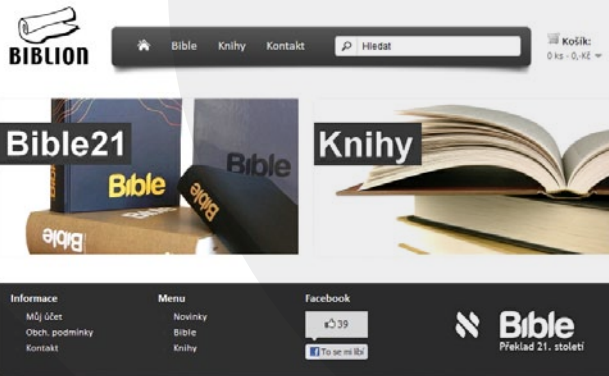 BIBLION
Bible Knihy Kontakt Hledat
Košík:
0 ks - 0,-Kč
Bible21
Bible
Bible
Bible
Bible
Knihy
Informace
Můj účet
Obch. podmínky
Kontakt
Menu
Novinky
Bible
Knihy
Facebook
39
To se mi líbí
Bible
Překlad 21. století